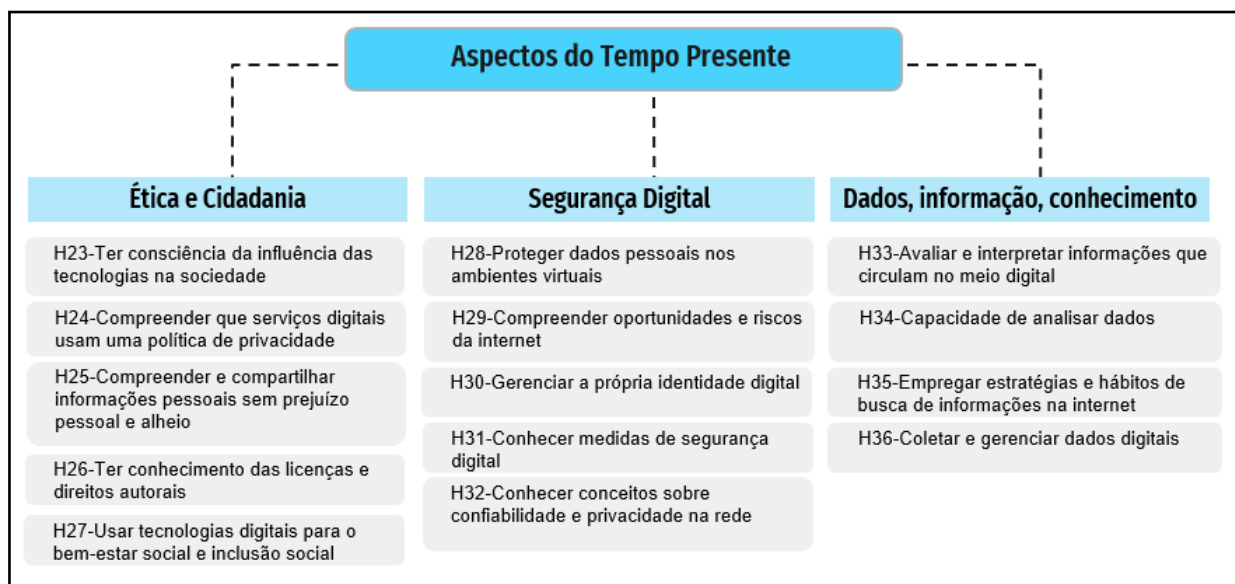 Aspectos do Tempo Presente
Ética e Cidadania
H23-Ter consciência da influência das
tecnologias na sociedade
H24-Compreender que serviços digitais
usam uma política de privacidade
H25-Compreender e compartilhar
informações pessoais sem prejuízo
pessoal e alheio
H26-Ter conhecimento das licenças e
direitos autorais
H27-Usar tecnologias digitais para o
bem-estar social e inclusão social
Segurança Digital
H28-Proteger dados pessoais nos
ambientes virtuais
H29-Compreender oportunidades e riscos
da internet
H30-Gerenciar a própria identidade digital
H31-Conhecer medidas de segurança
digital
H32-Conhecer conceitos sobre
confiabilidade e privacidade na rede
Dados, informação, conhecimento
H33-Avaliar e interpretar informações que
circulam no meio digital
H34-Capacidade de analisar dados
H35-Empregar estratégias e hábitos de
busca de informações na internet
H36-Coletar e gerenciar dados digitais